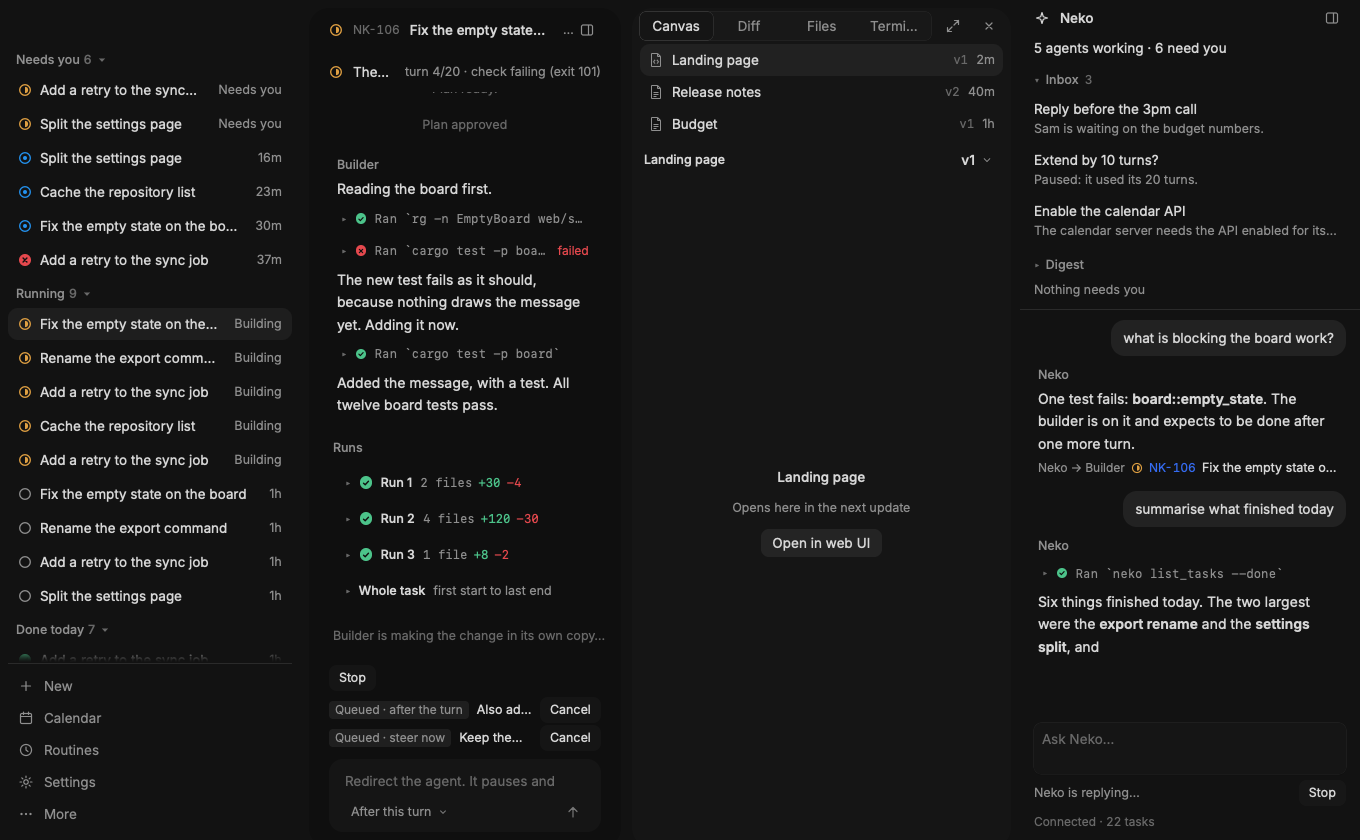 Needs you 6
Add a retry to the sync... Needs you
Split the settings page Needs you
Split the settings page 16m
Cache the repository list 23m
Fix the empty state on the bo... 30m
Add a retry to the sync job 37m
Running 9
Fix the empty state on the... Building
Rename the export comm... Building
Add a retry to the sync job Building
Cache the repository list Building
Add a retry to the sync job Building
Fix the empty state on the board 1h
Rename the export command 1h
Add a retry to the sync job 1h
Split the settings page 1h
Done today 7
Add a retry to the sync job 1h
New
Calendar
Routines
Settings
More
NK-106 Fix the empty state... ...
The... turn 4/20 · check failing (exit 101)
Plan ready.
Plan approved
Builder
Reading the board first.
Ran `rg -n EmptyBoard web/s…
Ran `cargo test -p boa… failed
The new test fails as it should,
because nothing draws the message
yet. Adding it now.
Ran `cargo test -p board`
Added the message, with a test. All
twelve board tests pass.
Runs
Run 1 2 files +30 −4
Run 2 4 files +120 −30
Run 3 1 file +8 −2
Whole task first start to last end
Builder is making the change in its own copy...
Stop
Queued · after the turn Also ad... Cancel
Queued · steer now Keep the... Cancel
Redirect the agent. It pauses and
After this turn
Canvas Diff Files Termi...
Landing page v1 2m
Release notes v2 40m
Budget v1 1h
Landing page v1
Landing page
Opens here in the next update
Open in web UI
Neko
5 agents working · 6 need you
Inbox 3
Reply before the 3pm call
Sam is waiting on the budget numbers.
Extend by 10 turns?
Paused: it used its 20 turns.
Enable the calendar API
The calendar server needs the API enabled for its...
Digest
Nothing needs you
what is blocking the board work?
Neko
One test fails: board::empty_state. The
builder is on it and expects to be done after
one more turn.
Neko → Builder NK-106 Fix the empty state o...
summarise what finished today
Neko
Ran `neko list_tasks --done`
Six things finished today. The two largest
were the export rename and the settings
split, and
Ask Neko...
Neko is replying... Stop
Connected · 22 tasks